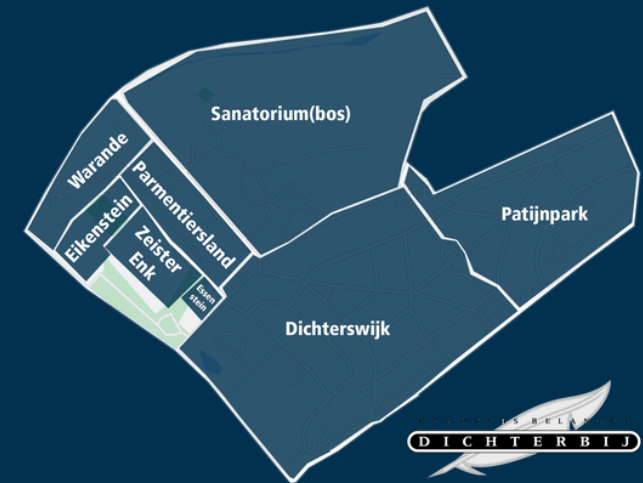 Sanatorium(bos)
Warande
Parmentiersland
Patijnpark
Eikenstein
Zeister
Enk
Essen
stein
Dichterswijk
DICHTERBIJ